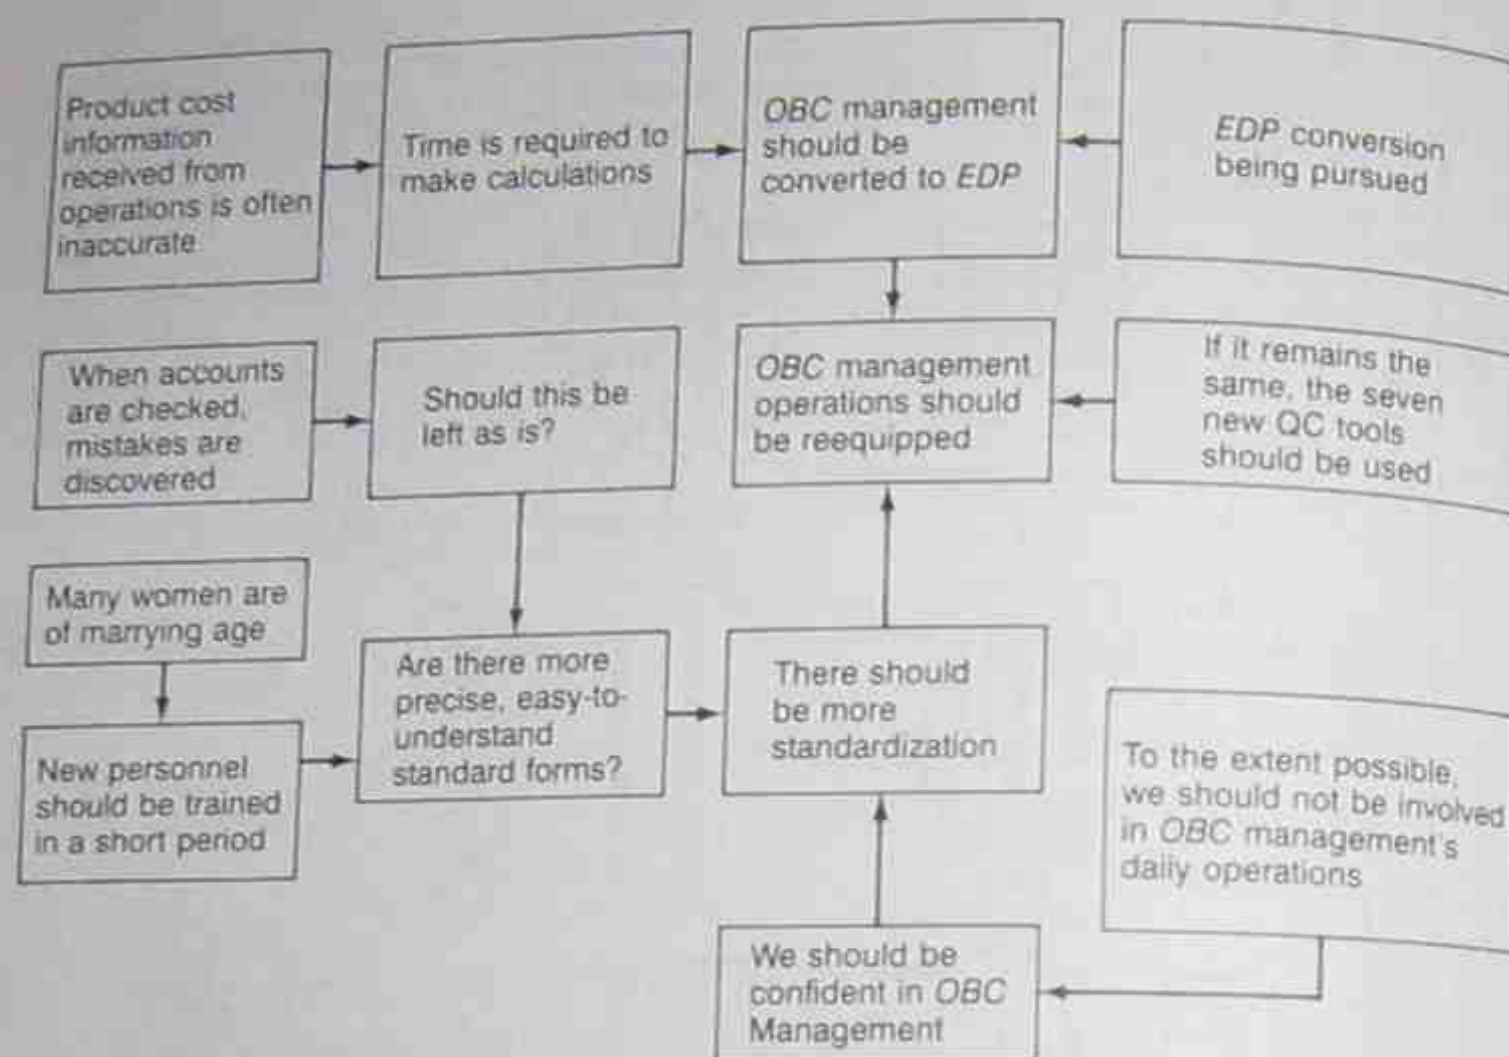 Product cost
information
received from
operations is often
inaccurate
Time is required to
make calculations
OBC management
should be
converted to EDP
EDP conversion
being pursued
When accounts
are checked,
mistakes are
discovered
Should this be
left as is?
OBC management
operations should
be reequipped
If it remains the
same, the seven
new QC tools
should be used
Many women are
of marrying age
New personnel
should be trained
in a short period
Are there more
precise, easy-to-
understand
standard forms?
There should
be more
standardization
To the extent possible,
we should not be involved
in OBC management's
daily operations
We should be
confident in OBC
Management